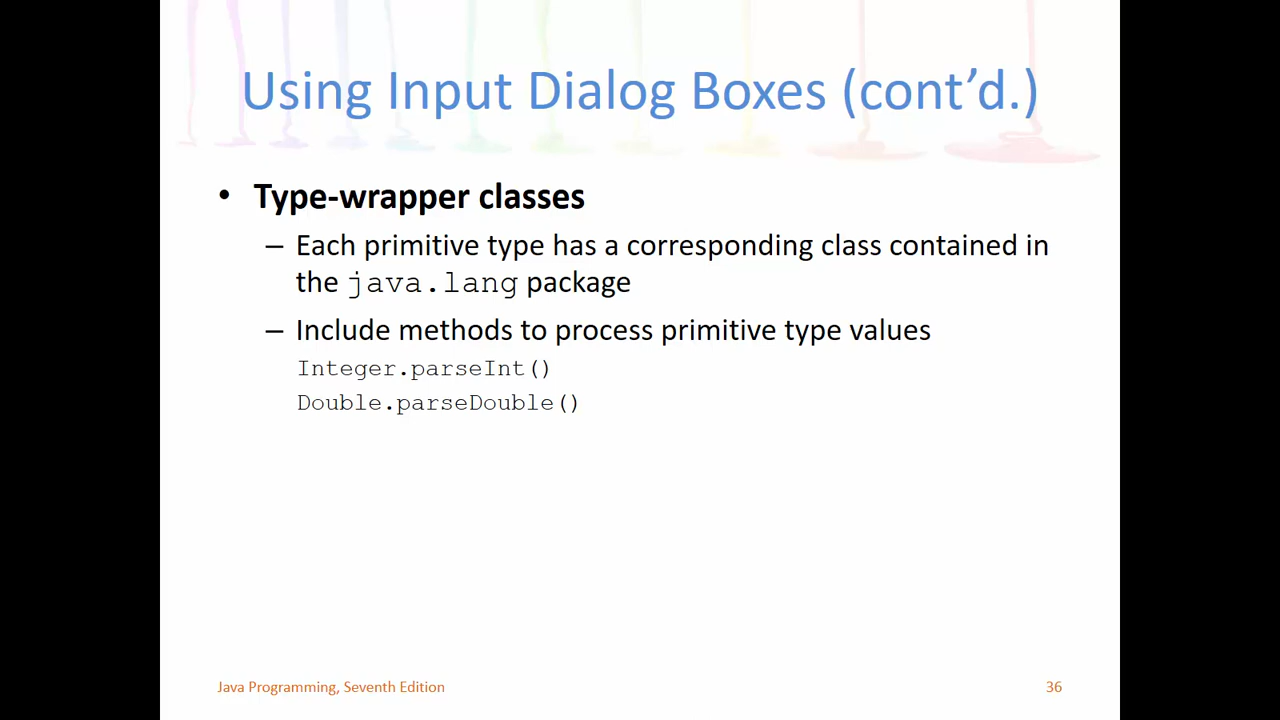 Using Input Dialog Boxes (cont’d.)
• Type-wrapper classes
– Each primitive type has a corresponding class contained in
the java.lang package
– Include methods to process primitive type values
Integer.parseInt()
Double.parseDouble()
Java Programming, Seventh Edition
36